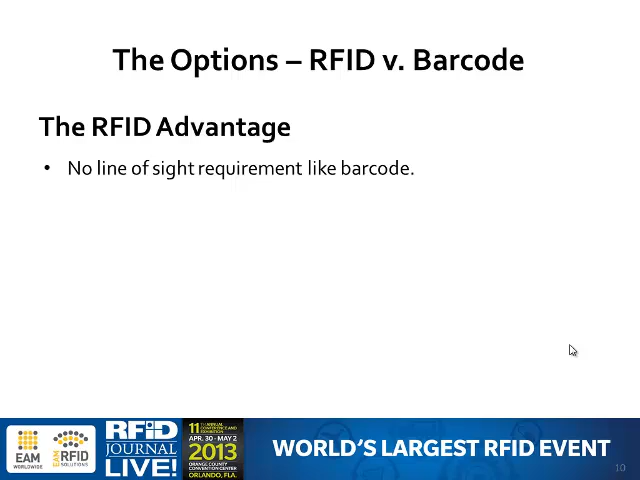 The Options – RFID v. Barcode
The RFID Advantage
• No line of sight requirement like barcode.
EAM
WORLDWIDE
EAM
RFID
SOLUTIONS
RFID
JOURNAL
LIVE!
11TH ANNUAL
CONFERENCE AND
EXHIBITION
APR. 30 - MAY 2
2013
ORANGE COUNTY
CONVENTION CENTER
ORLANDO, FLA.
WORLD'S LARGEST RFID EVENT
10